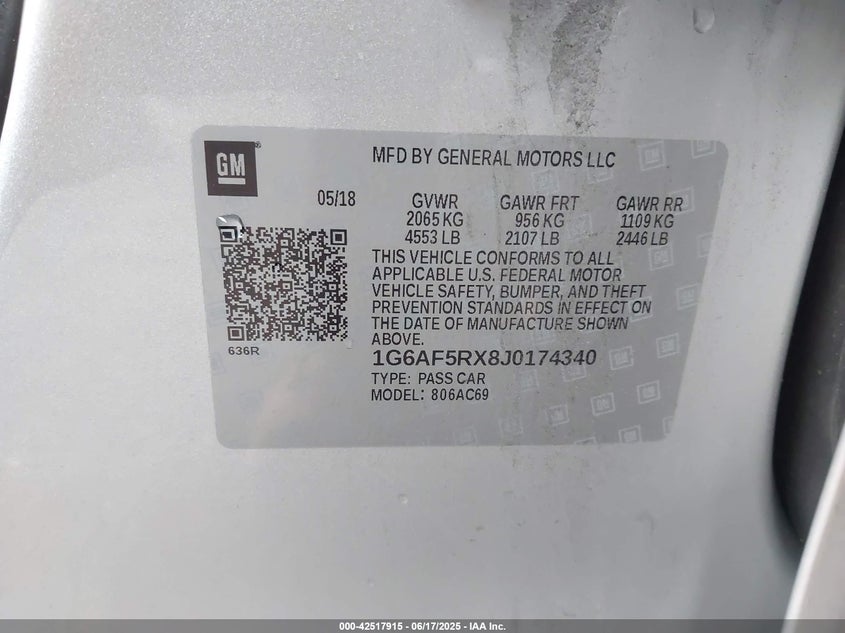 GM
MFD BY GENERAL MOTORS LLC
05/18 GVWR GAWR FRT GAWR RR
2065 KG 956 KG 1109 KG
4553 LB 2107 LB 2446 LB
THIS VEHICLE CONFORMS TO ALL
APPLICABLE U.S. FEDERAL MOTOR
VEHICLE SAFETY, BUMPER, AND THEFT
PREVENTION STANDARDS IN EFFECT ON
THE DATE OF MANUFACTURE SHOWN
ABOVE.
636R
1G6AF5RX8J0174340
TYPE: PASS CAR
MODEL: 806AC69
000-42517915 - 06/17/2025 - IAA Inc.